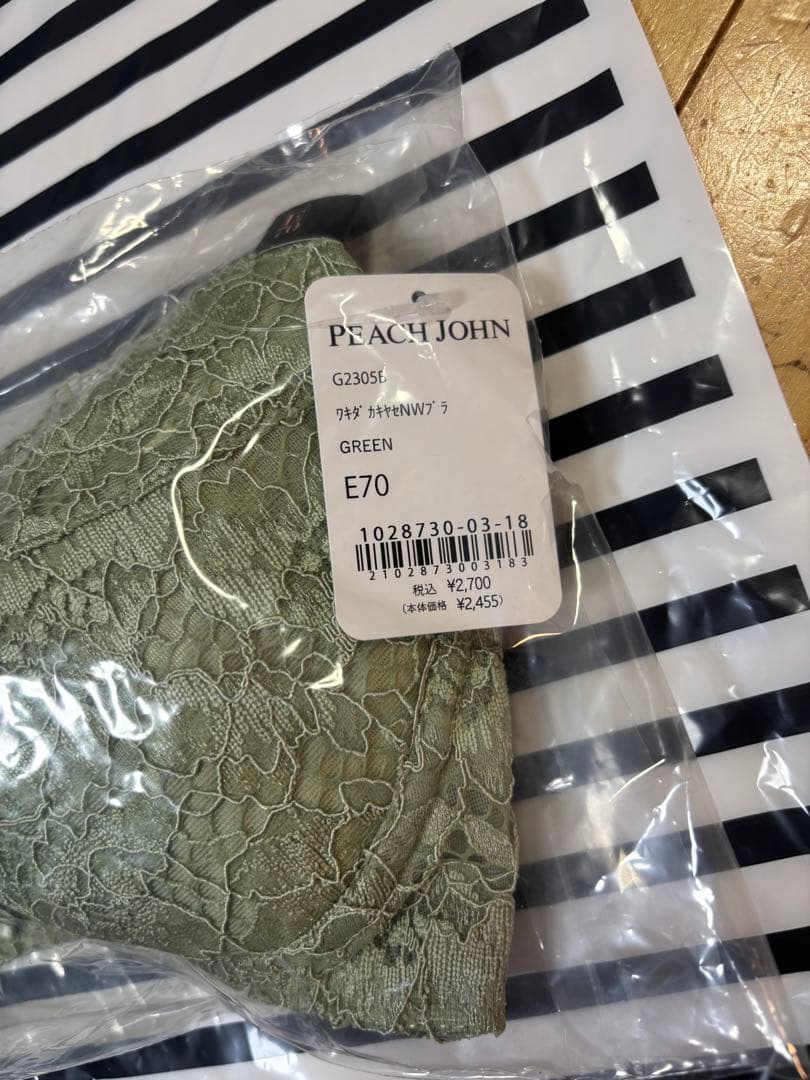 PEACH JOHN
G2305B
ﾜｷﾀﾞｶｷﾔｾNWﾌﾞﾗ
GREEN
E70
1028730-03-18
2102873003183
税込 ¥2,700
(本体価格 ¥2,455)